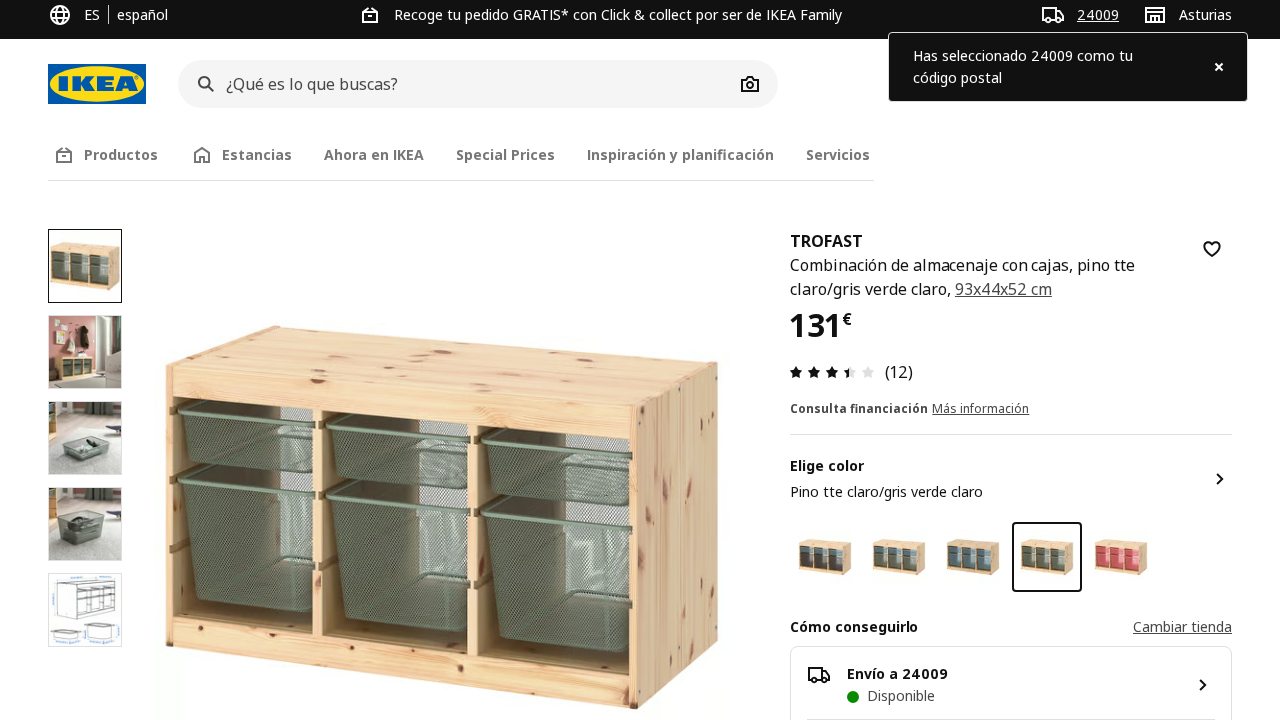 ES
español
Recoge tu pedido GRATIS* con Click & collect por ser de IKEA Family
24009
Asturias
Has seleccionado 24009 como tu
código postal
IKEA
¿Qué es lo que buscas?
Productos
Estancias
Ahora en IKEA
Special Prices
Inspiración y planificación
Servicios
TROFAST
Combinación de almacenaje con cajas, pino tte
claro/gris verde claro, 93x44x52 cm
131€
(12)
Consulta financiación Más información
Elige color
Pino tte claro/gris verde claro
Cómo conseguirlo
Cambiar tienda
Envío a 24009
Disponible